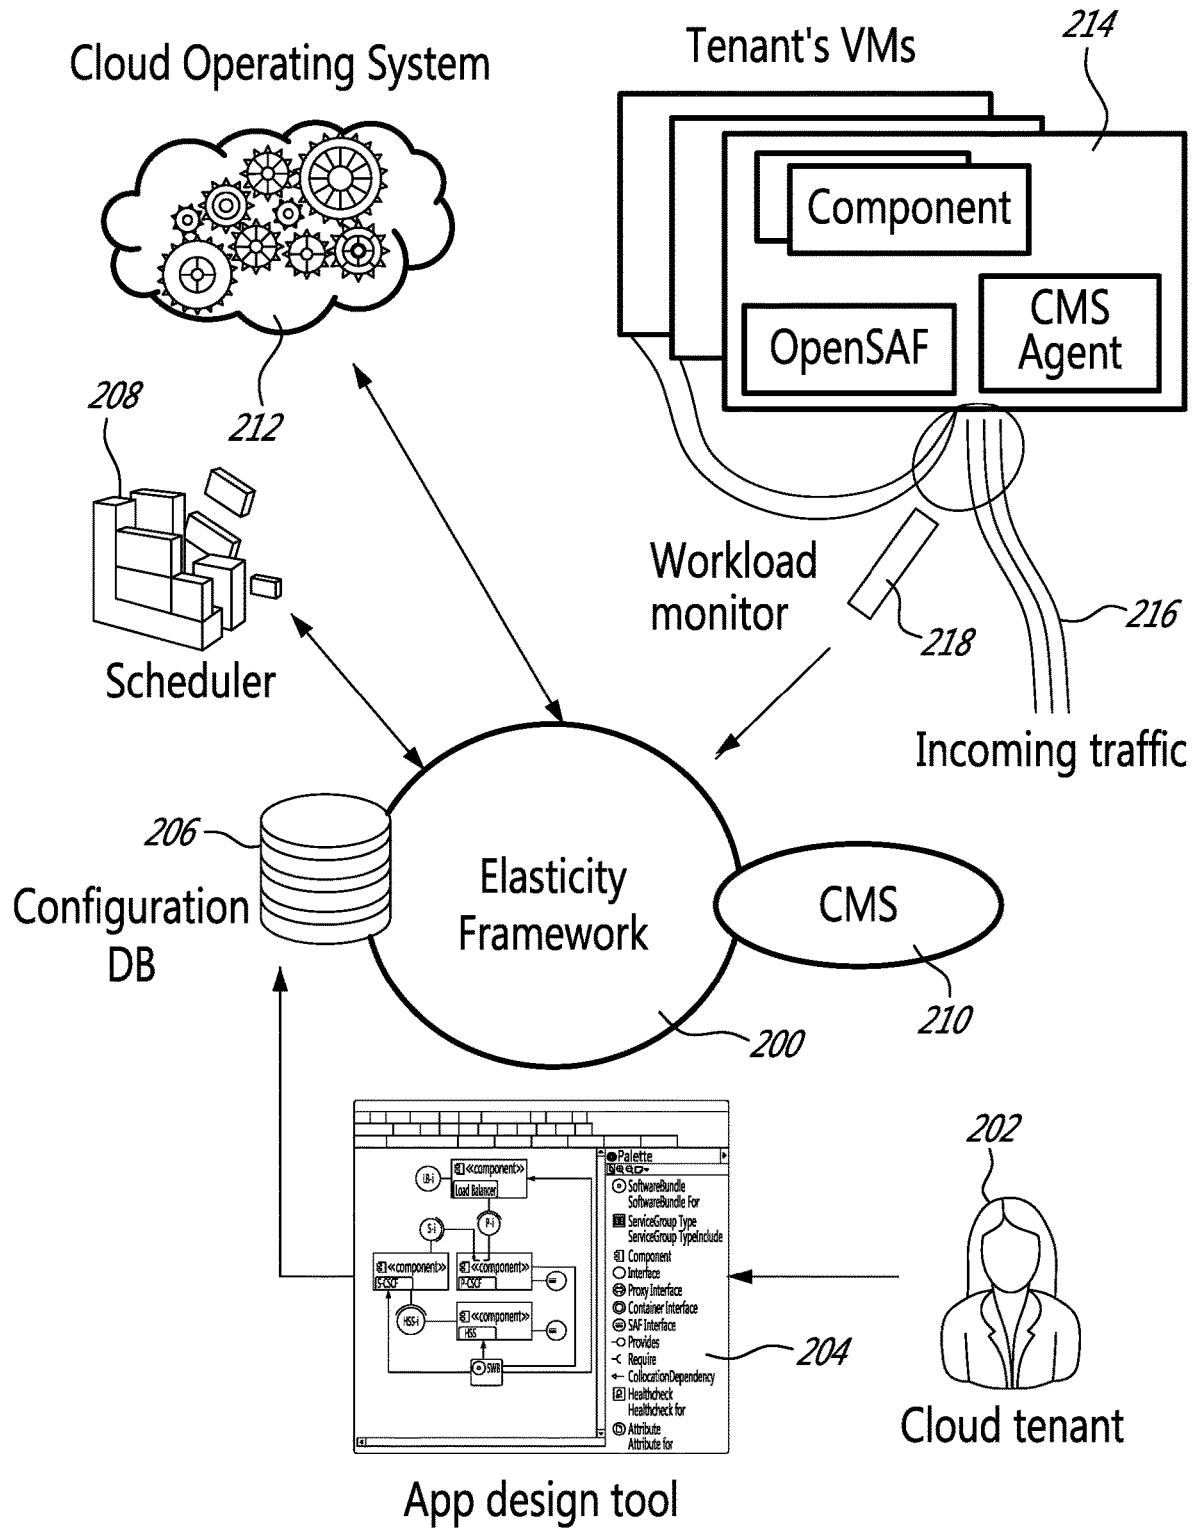 Cloud Operating System
Tenant's VMs
214
Component
OpenSAF
CMS
Agent
212
208
Scheduler
Workload
monitor
218
216
Incoming traffic
206
Configuration
DB
Elasticity
Framework
CMS
210
200
202
Cloud tenant
204
App design tool
«component»
Load Balancer
LB-i
S-i
P-i
«component»
S-CSCF
«component»
P-CSCF
HSS-i
«component»
HSS
SWB
Palette
SoftwareBundle
SoftwareBundle For
ServiceGroup Type
ServiceGroup TypeInclude
Component
Interface
Proxy Interface
Container Interface
SAF Interface
Provides
Require
CollocationDependency
Healthcheck
Healthcheck for
Attribute
Attribute for